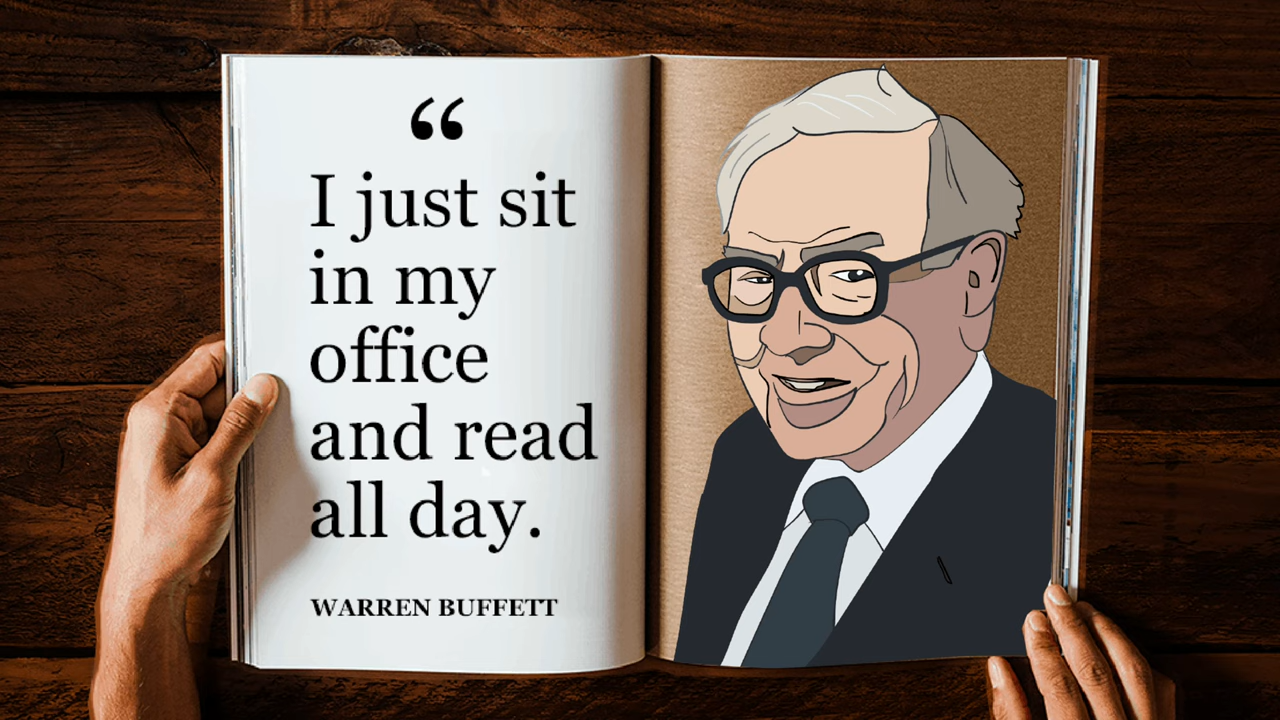 “
I just sit
in my
office
and read
all day.
WARREN BUFFETT